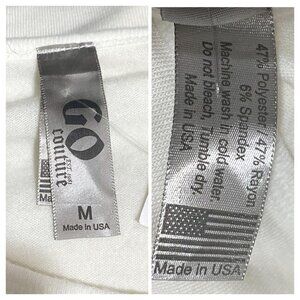 GO
couture
M
Made in USA
47% Polyester / 47% Rayon
6% Spandex
Machine wash in cold water.
Do not bleach, Tumble dry.
Made in USA
Made in USA